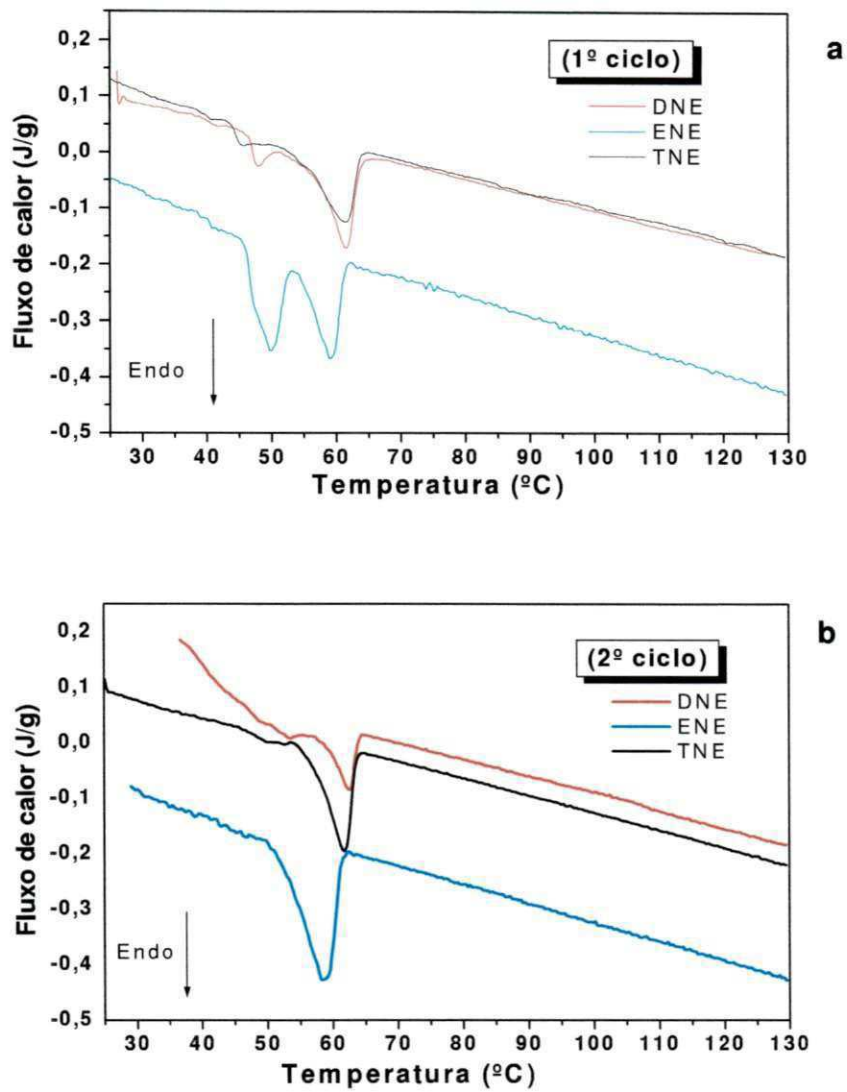 a
(1º ciclo)
DNE
ENE
TNE
Fluxo de calor (J/g)
0,2
0,1
0,0
-0,1
-0,2
-0,3
-0,4
-0,5
Endo
30 40 50 60 70 80 90 100 110 120 130
Temperatura (ºC)
b
(2º ciclo)
DNE
ENE
TNE
Fluxo de calor (J/g)
0,2
0,1
0,0
-0,1
-0,2
-0,3
-0,4
-0,5
Endo
30 40 50 60 70 80 90 100 110 120 130
Temperatura (ºC)